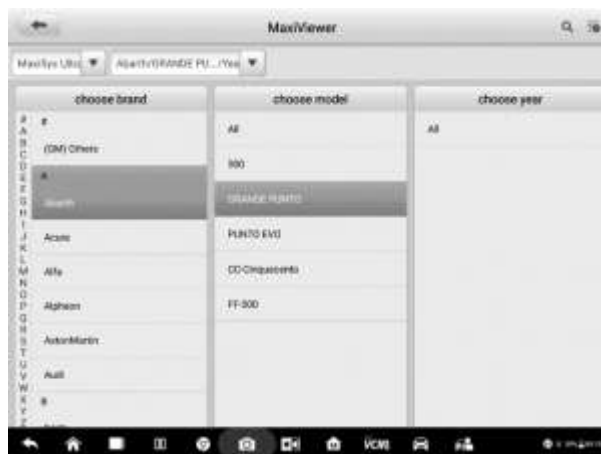 MaxiViewer
MaxiSys Ultra
Abarth/GRANDE PU.../Yea
choose brand
choose model
choose year
#
(GM) Others
A
Abarth
Acura
Alfa
Alpheon
AstonMartin
Audi
B
All
500
GRANDE PUNTO
PUNTO EVO
CC-Cinquecento
FF-500
All
#
A
B
C
D
E
F
G
H
I
J
K
L
M
N
O
P
Q
R
S
T
U
V
W
X
Y
Z
VCMI